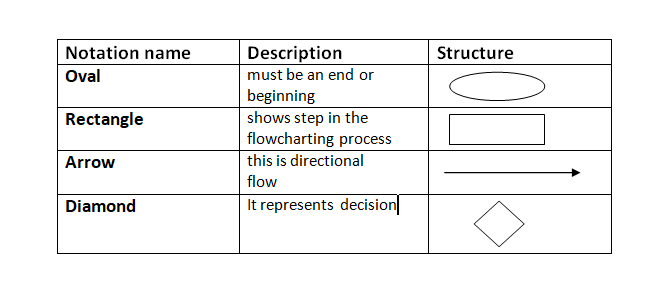 Notation name Description Structure
Oval must be an end or
beginning
Rectangle shows step in the
flowcharting process
Arrow this is directional
flow
Diamond It represents decision